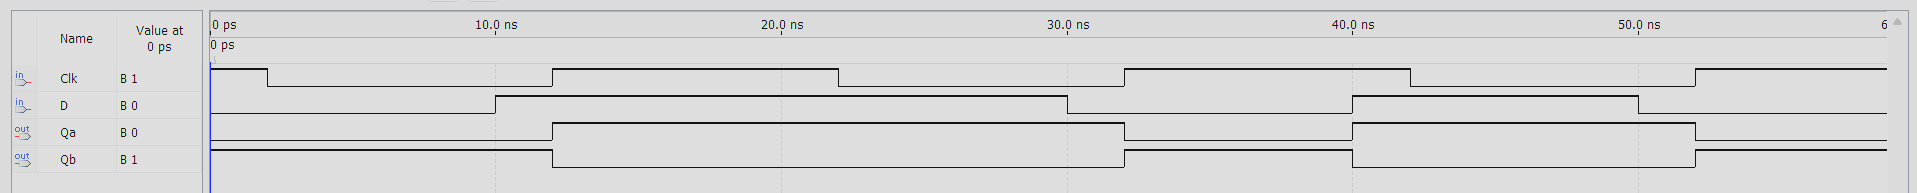 0 ps 10.0 ns 20.0 ns 30.0 ns 40.0 ns 50.0 ns 6
Name Value at
0 ps
0 ps
in Clk B 1
in D B 0
out Qa B 0
out Qb B 1